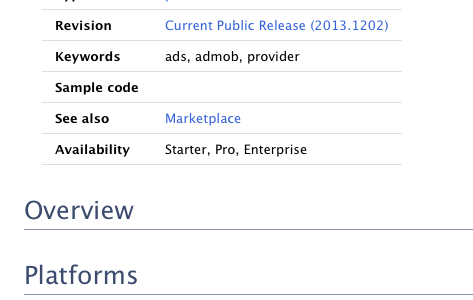 Revision Current Public Release (2013.1202)
Keywords ads, admob, provider
Sample code
See also Marketplace
Availability Starter, Pro, Enterprise
Overview
Platforms